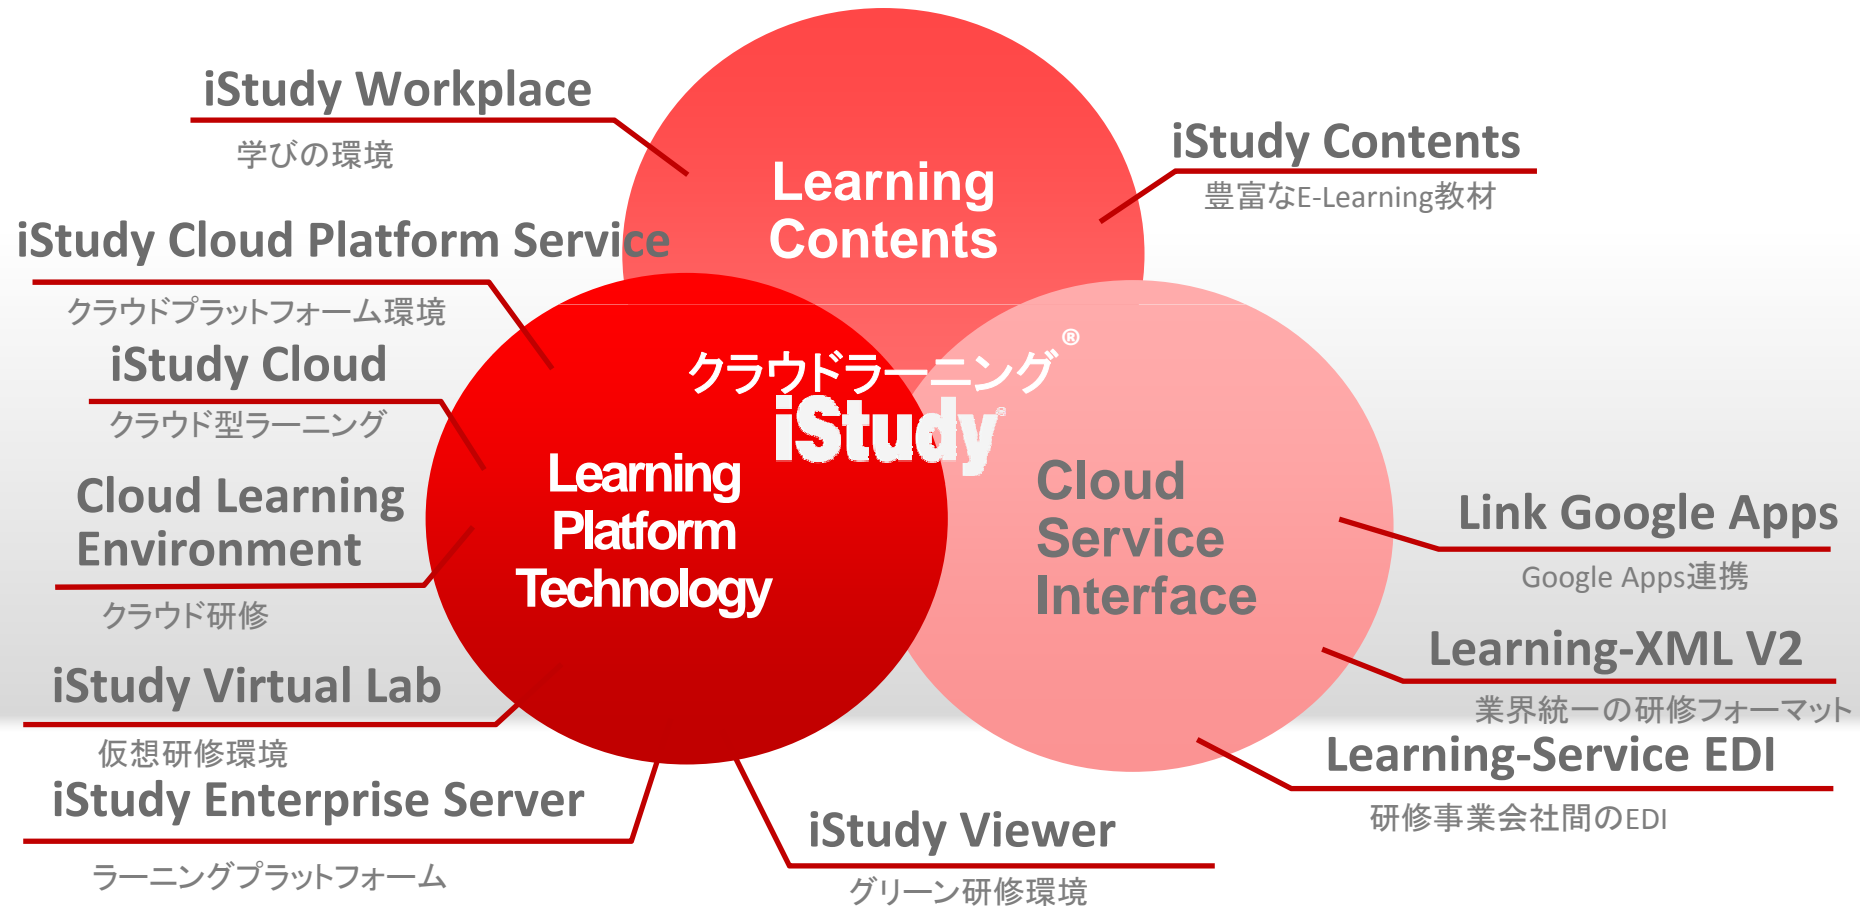 iStudy Workplace
学びの環境
iStudy Contents
豊富なE-Learning教材
Learning
Contents
iStudy Cloud Platform Service
クラウドプラットフォーム環境
iStudy Cloud
クラウド型ラーニング
Cloud Learning
Environment
クラウド研修
iStudy Virtual Lab
仮想研修環境
iStudy Enterprise Server
ラーニングプラットフォーム
クラウドラーニング®
iStudy®
Learning
Platform
Technology
Cloud
Service
Interface
iStudy Viewer
グリーン研修環境
Link Google Apps
Google Apps連携
Learning-XML V2
業界統一の研修フォーマット
Learning-Service EDI
研修事業会社間のEDI